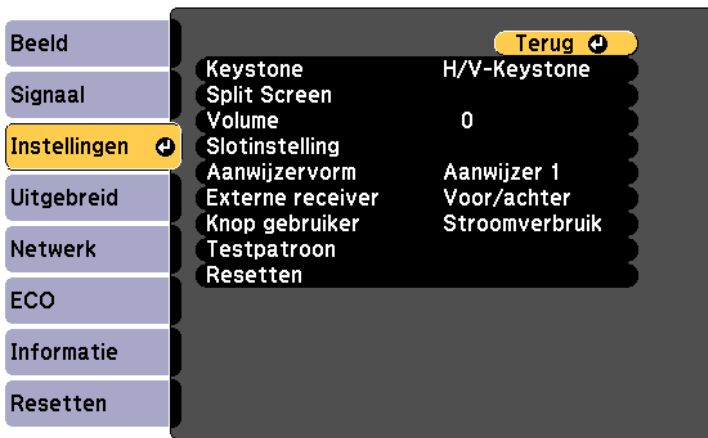 Beeld
Signaal
Instellingen
Uitgebreid
Netwerk
ECO
Informatie
Resetten
Terug
Keystone H/V-Keystone
Split Screen
Volume 0
Slotinstelling
Aanwijzervorm Aanwijzer 1
Externe receiver Voor/achter
Knop gebruiker Stroomverbruik
Testpatroon
Resetten